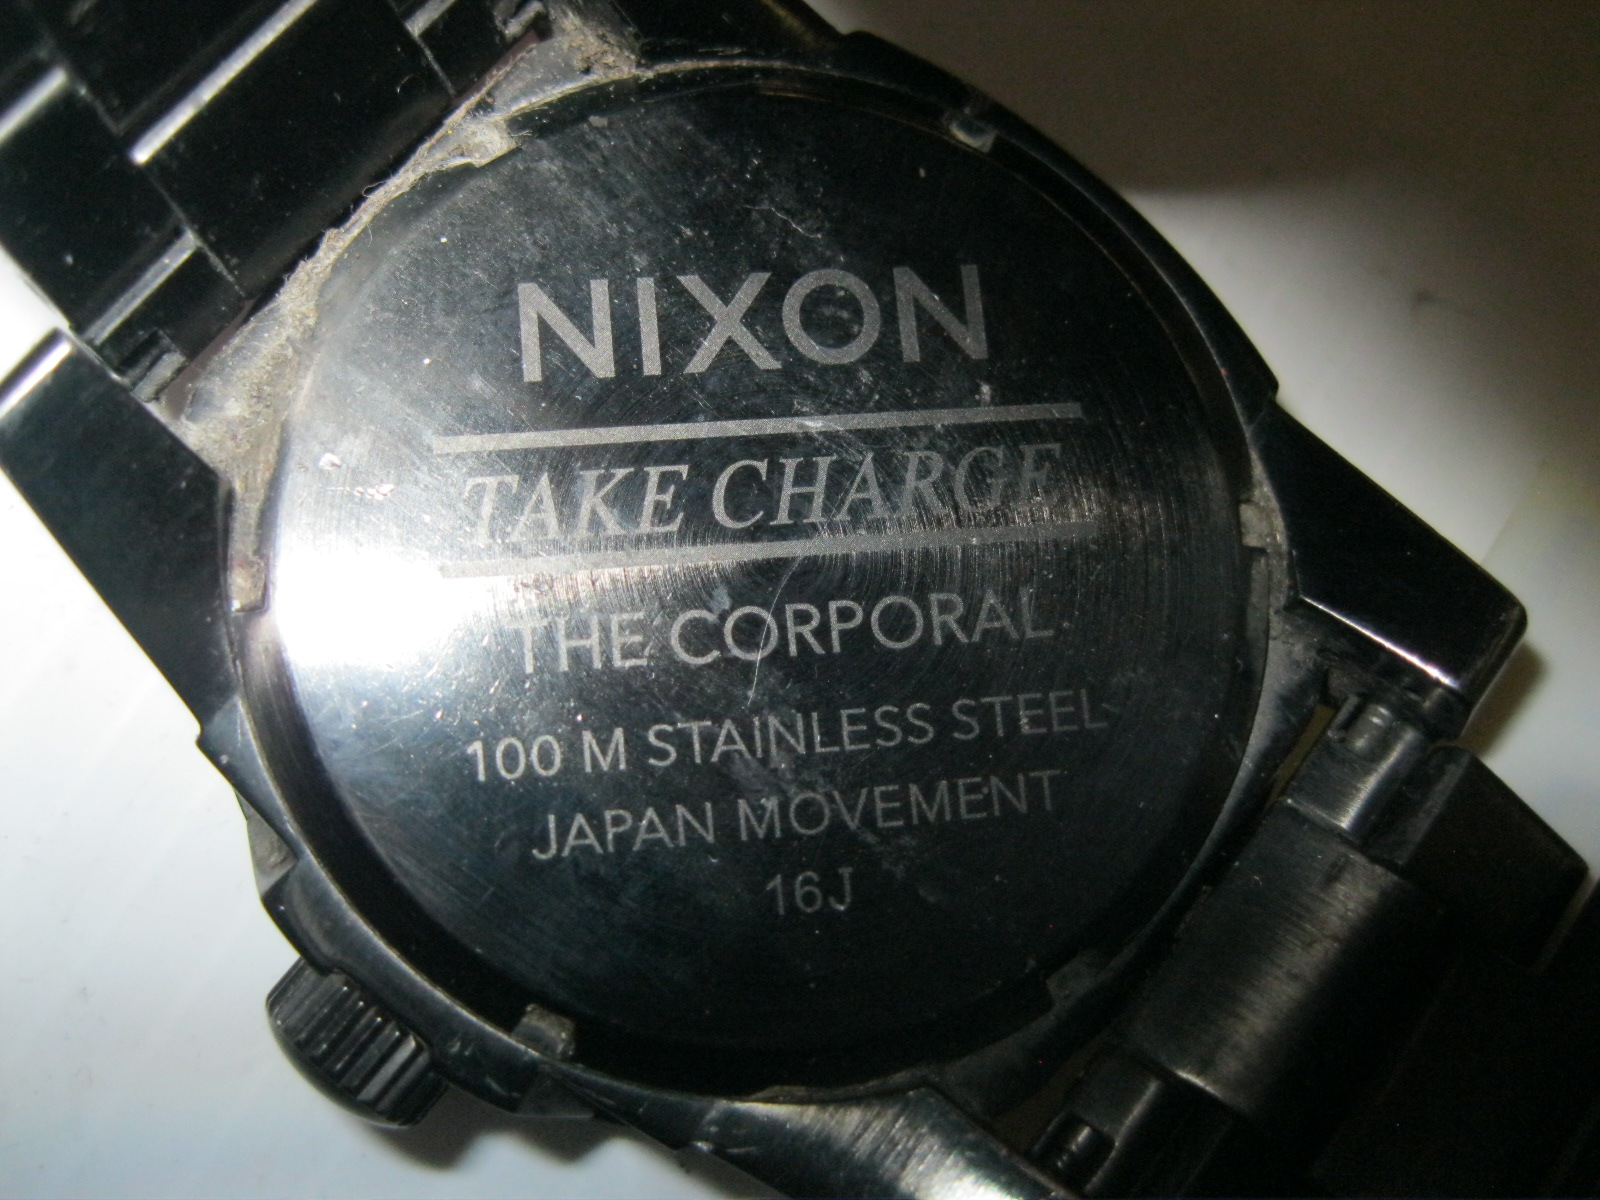 NIXON
TAKE CHARGE
THE CORPORAL
100 M STAINLESS STEEL
JAPAN MOVEMENT
16J